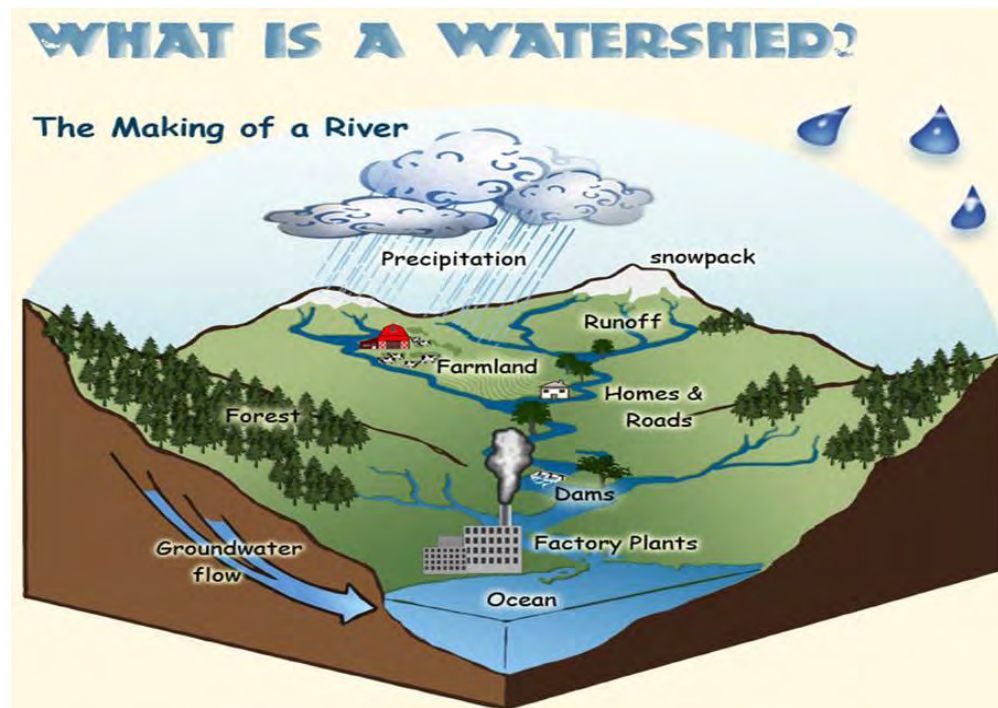 WHAT IS A WATERSHED?
The Making of a River
Precipitation
snowpack
Runoff
Farmland
Homes &
Roads
Forest
Dams
Groundwater
flow
Factory Plants
Ocean